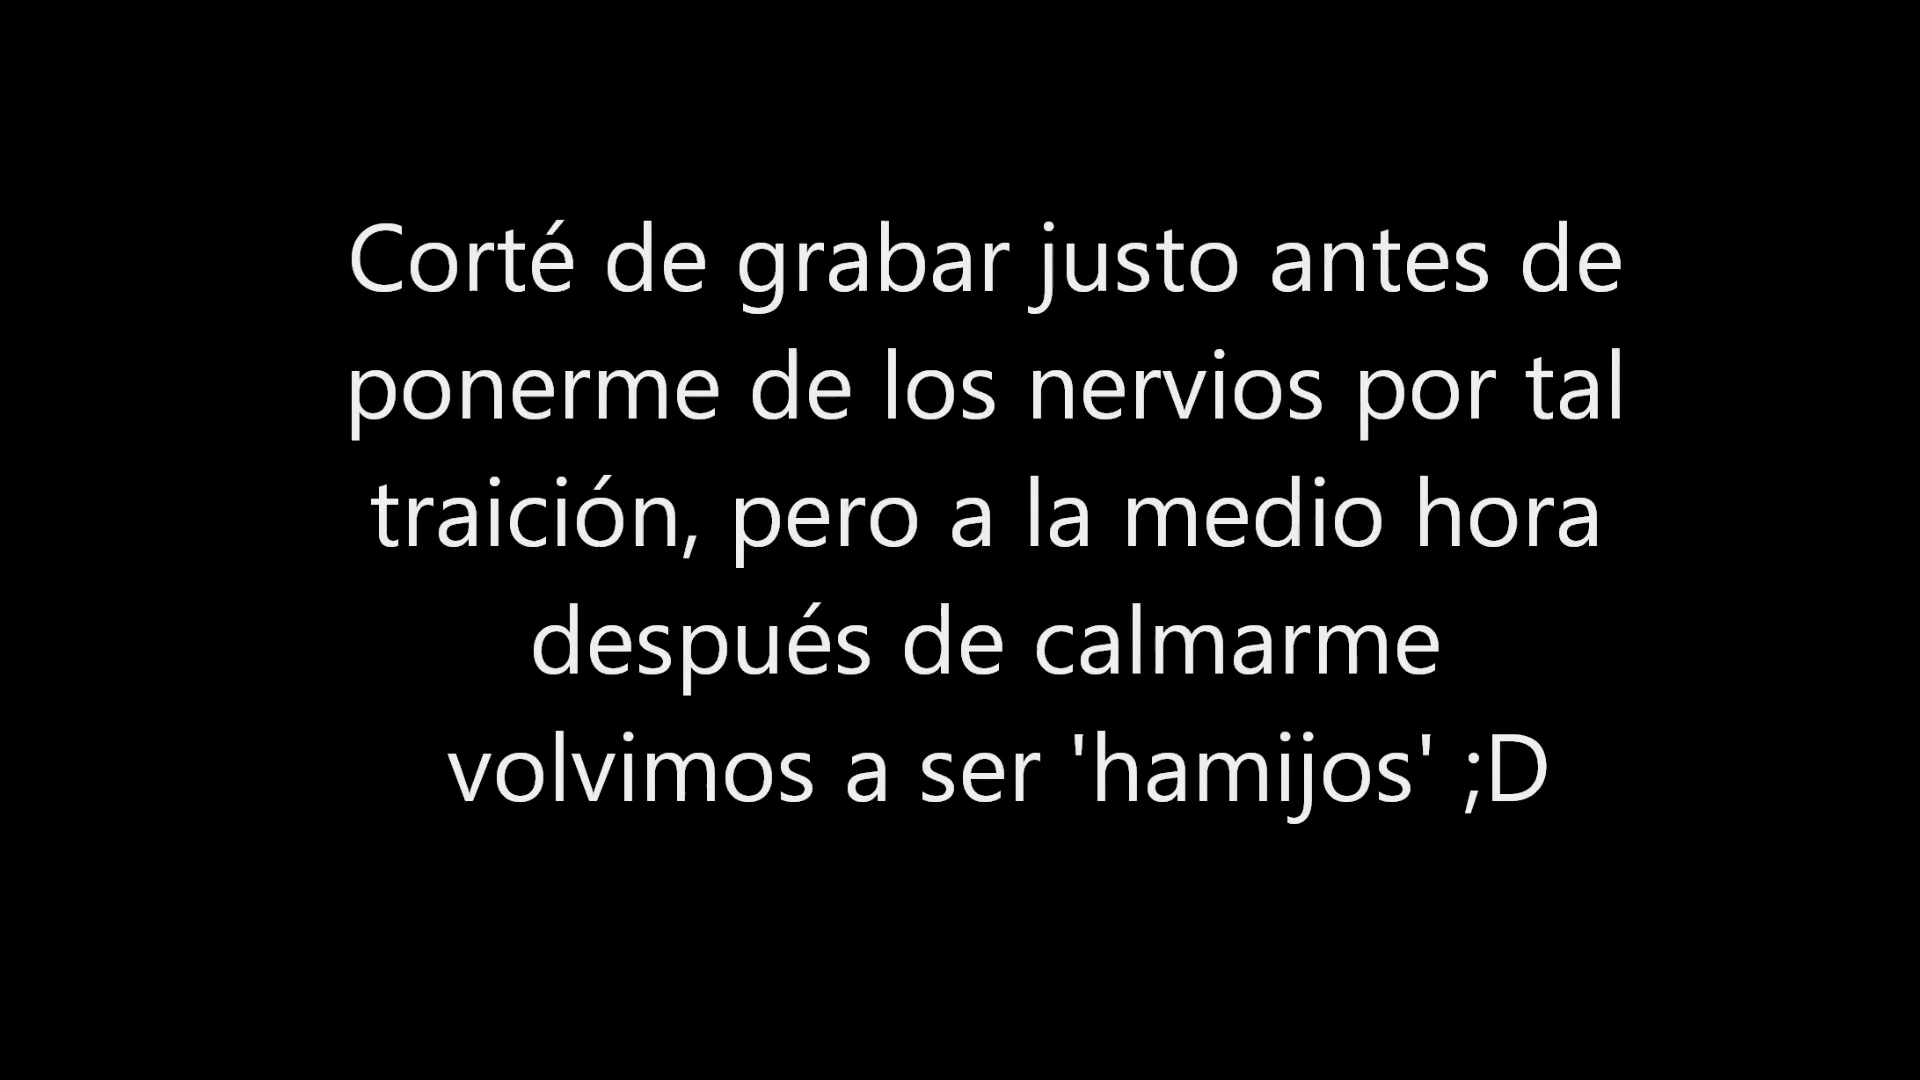 Corté de grabar justo antes de
ponerme de los nervios por tal
traición, pero a la medio hora
después de calmarme
volvimos a ser 'hamijos' ;D